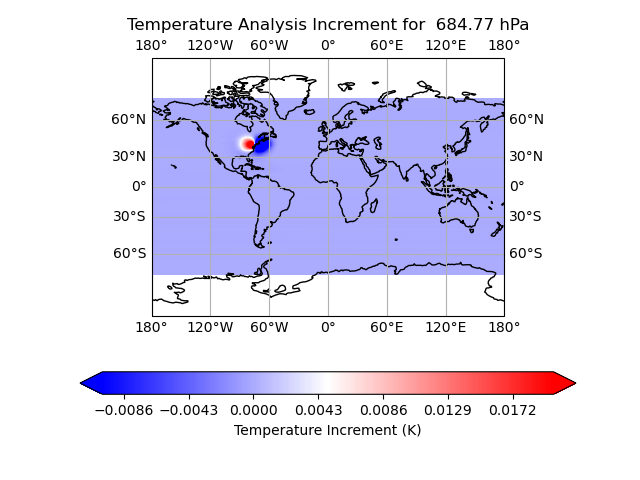 Temperature Analysis Increment for  684.77 hPa
180° 120°W 60°W 0° 60°E 120°E 180°
60°N 60°N
30°N 30°N
0° 0°
30°S 30°S
60°S 60°S
180° 120°W 60°W 0° 60°E 120°E 180°
−0.0086 −0.0043 0.0000 0.0043 0.0086 0.0129 0.0172
Temperature Increment (K)